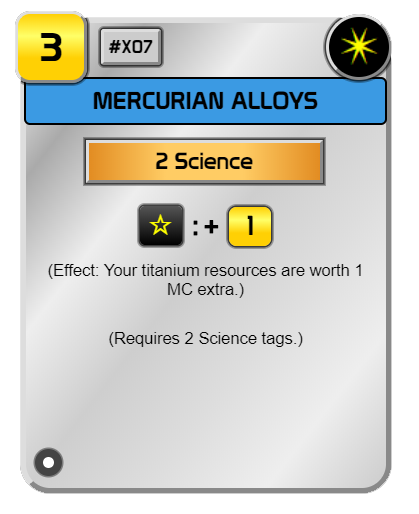 3
#X07
MERCURIAN ALLOYS
2 Science
: + 1
(Effect: Your titanium resources are worth 1
MC extra.)
(Requires 2 Science tags.)